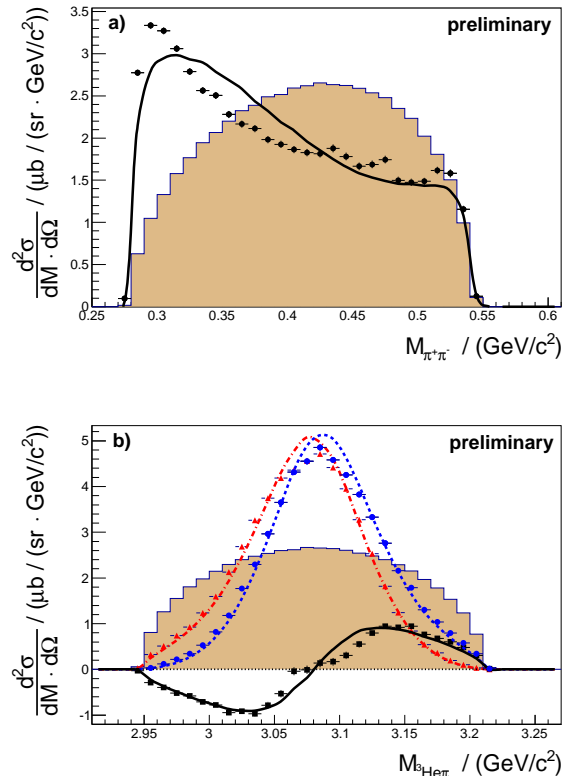 a)
preliminary
d²σ / dM · dΩ / (μb / (sr · GeV/c²))
3.5
3
2.5
2
1.5
1
0.5
0
0.25 0.3 0.35 0.4 0.45 0.5 0.55 0.6
M_π⁺π⁻ / (GeV/c²)
b)
preliminary
d²σ / dM · dΩ / (μb / (sr · GeV/c²))
5
4
3
2
1
0
-1
2.95 3 3.05 3.1 3.15 3.2 3.25
M_³Heπ / (GeV/c²)